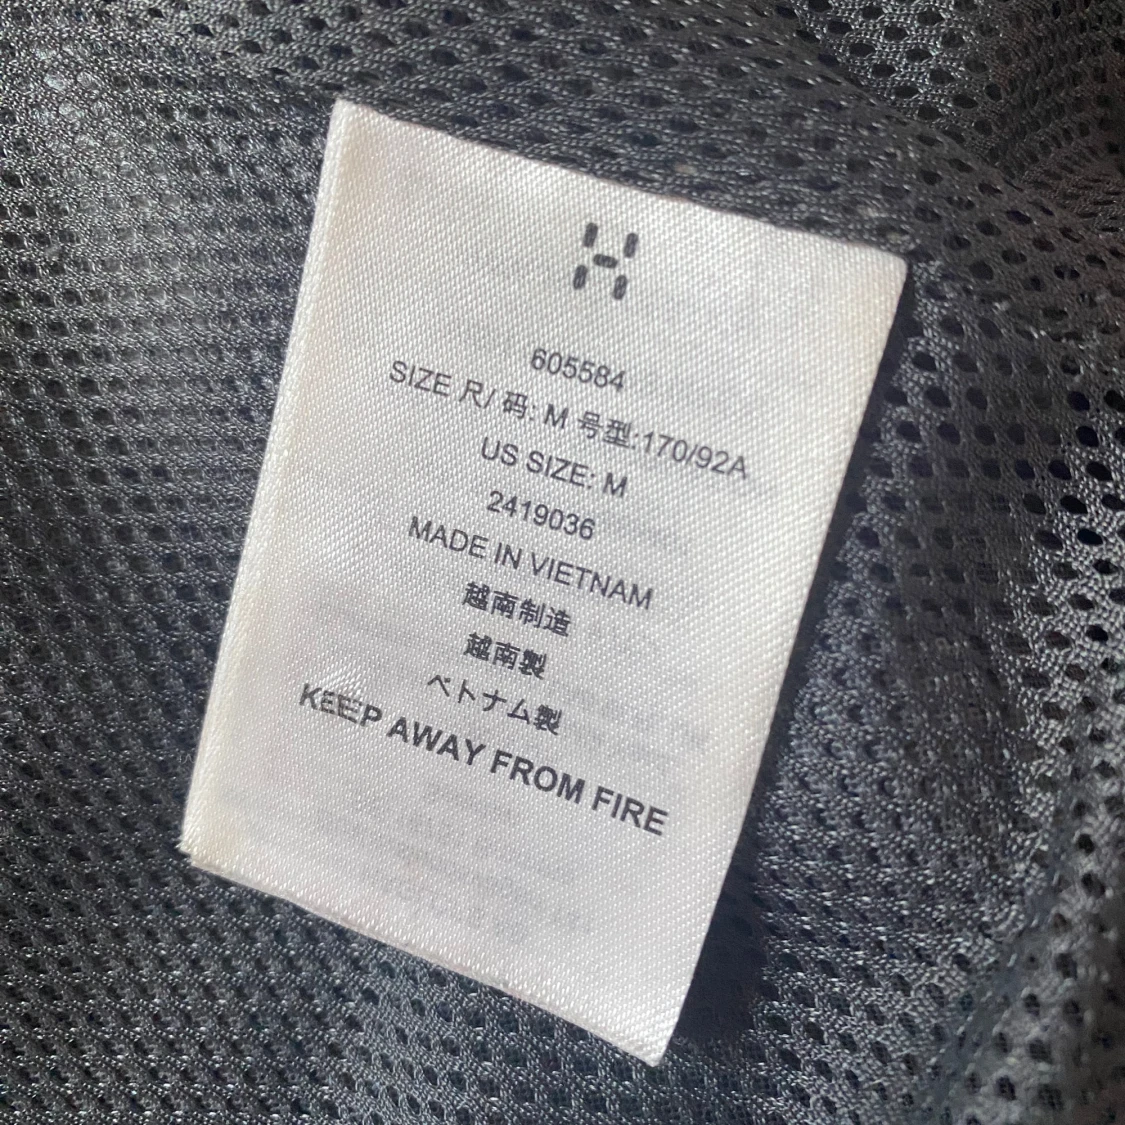 605584
SIZE 尺/ 码: M 号型:170/92A
US SIZE: M
2419036
MADE IN VIETNAM
越南制造
越南製
ベトナム製
KEEP AWAY FROM FIRE